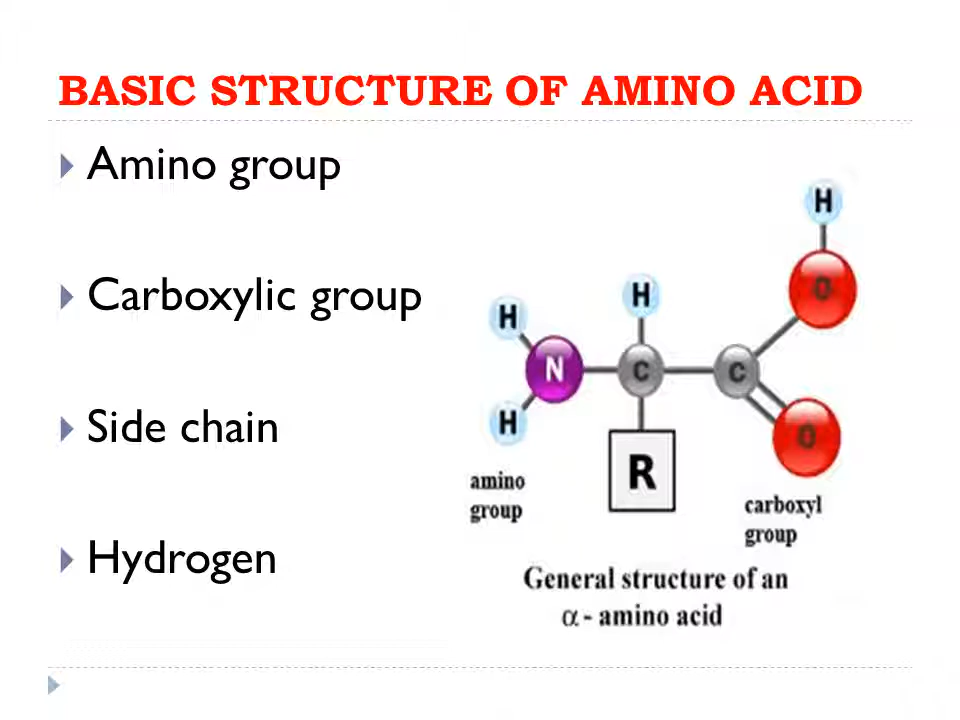 BASIC STRUCTURE OF AMINO ACID
Amino group
Carboxylic group
Side chain
Hydrogen
H
O
H
H
N
C
C
H
O
R
amino
group
carboxyl
group
General structure of an
α - amino acid